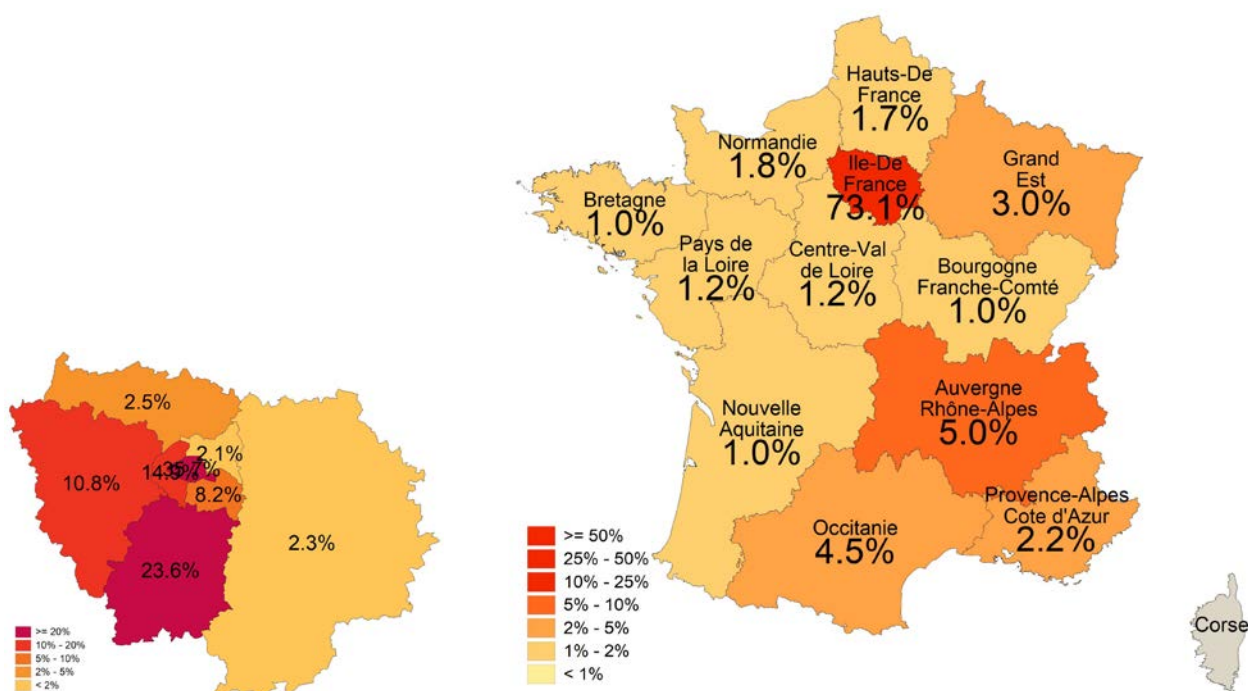 Hauts-De
France
1.7%
Normandie
1.8%
Ile-De
France
73.1%
Grand
Est
3.0%
Bretagne
1.0%
Pays de
la Loire
1.2%
Centre-Val
de Loire
1.2%
Bourgogne
Franche-Comté
1.0%
Auvergne
Rhône-Alpes
5.0%
Nouvelle
Aquitaine
1.0%
Occitanie
4.5%
Provence-Alpes
Cote d'Azur
2.2%
Corse
>= 50%
25% - 50%
10% - 25%
5% - 10%
2% - 5%
1% - 2%
< 1%
2.5%
2.1%
10.8%
8.2%
2.3%
23.6%
>= 20%
10% - 20%
5% - 10%
2% - 5%
< 2%